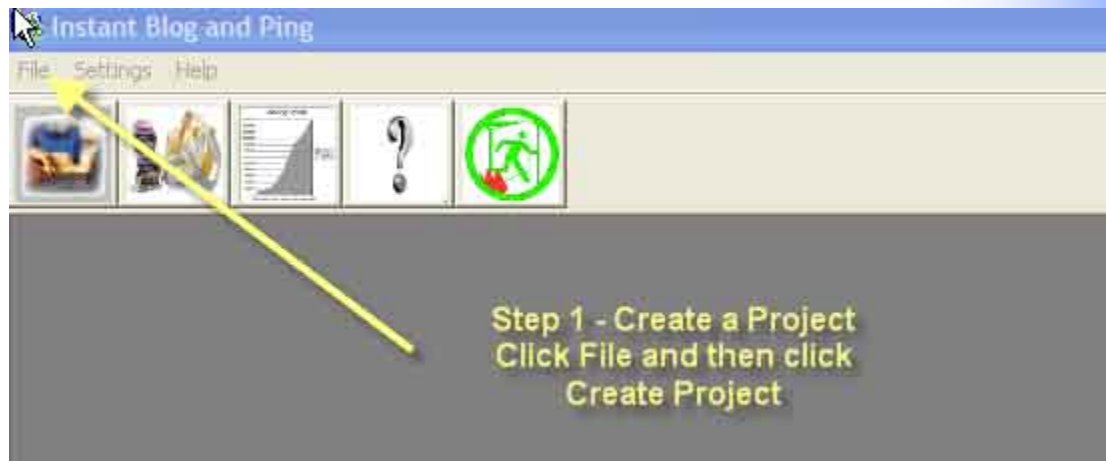 Instant Blog and Ping
File Settings Help
?
Step 1 - Create a Project
Click File and then click
Create Project